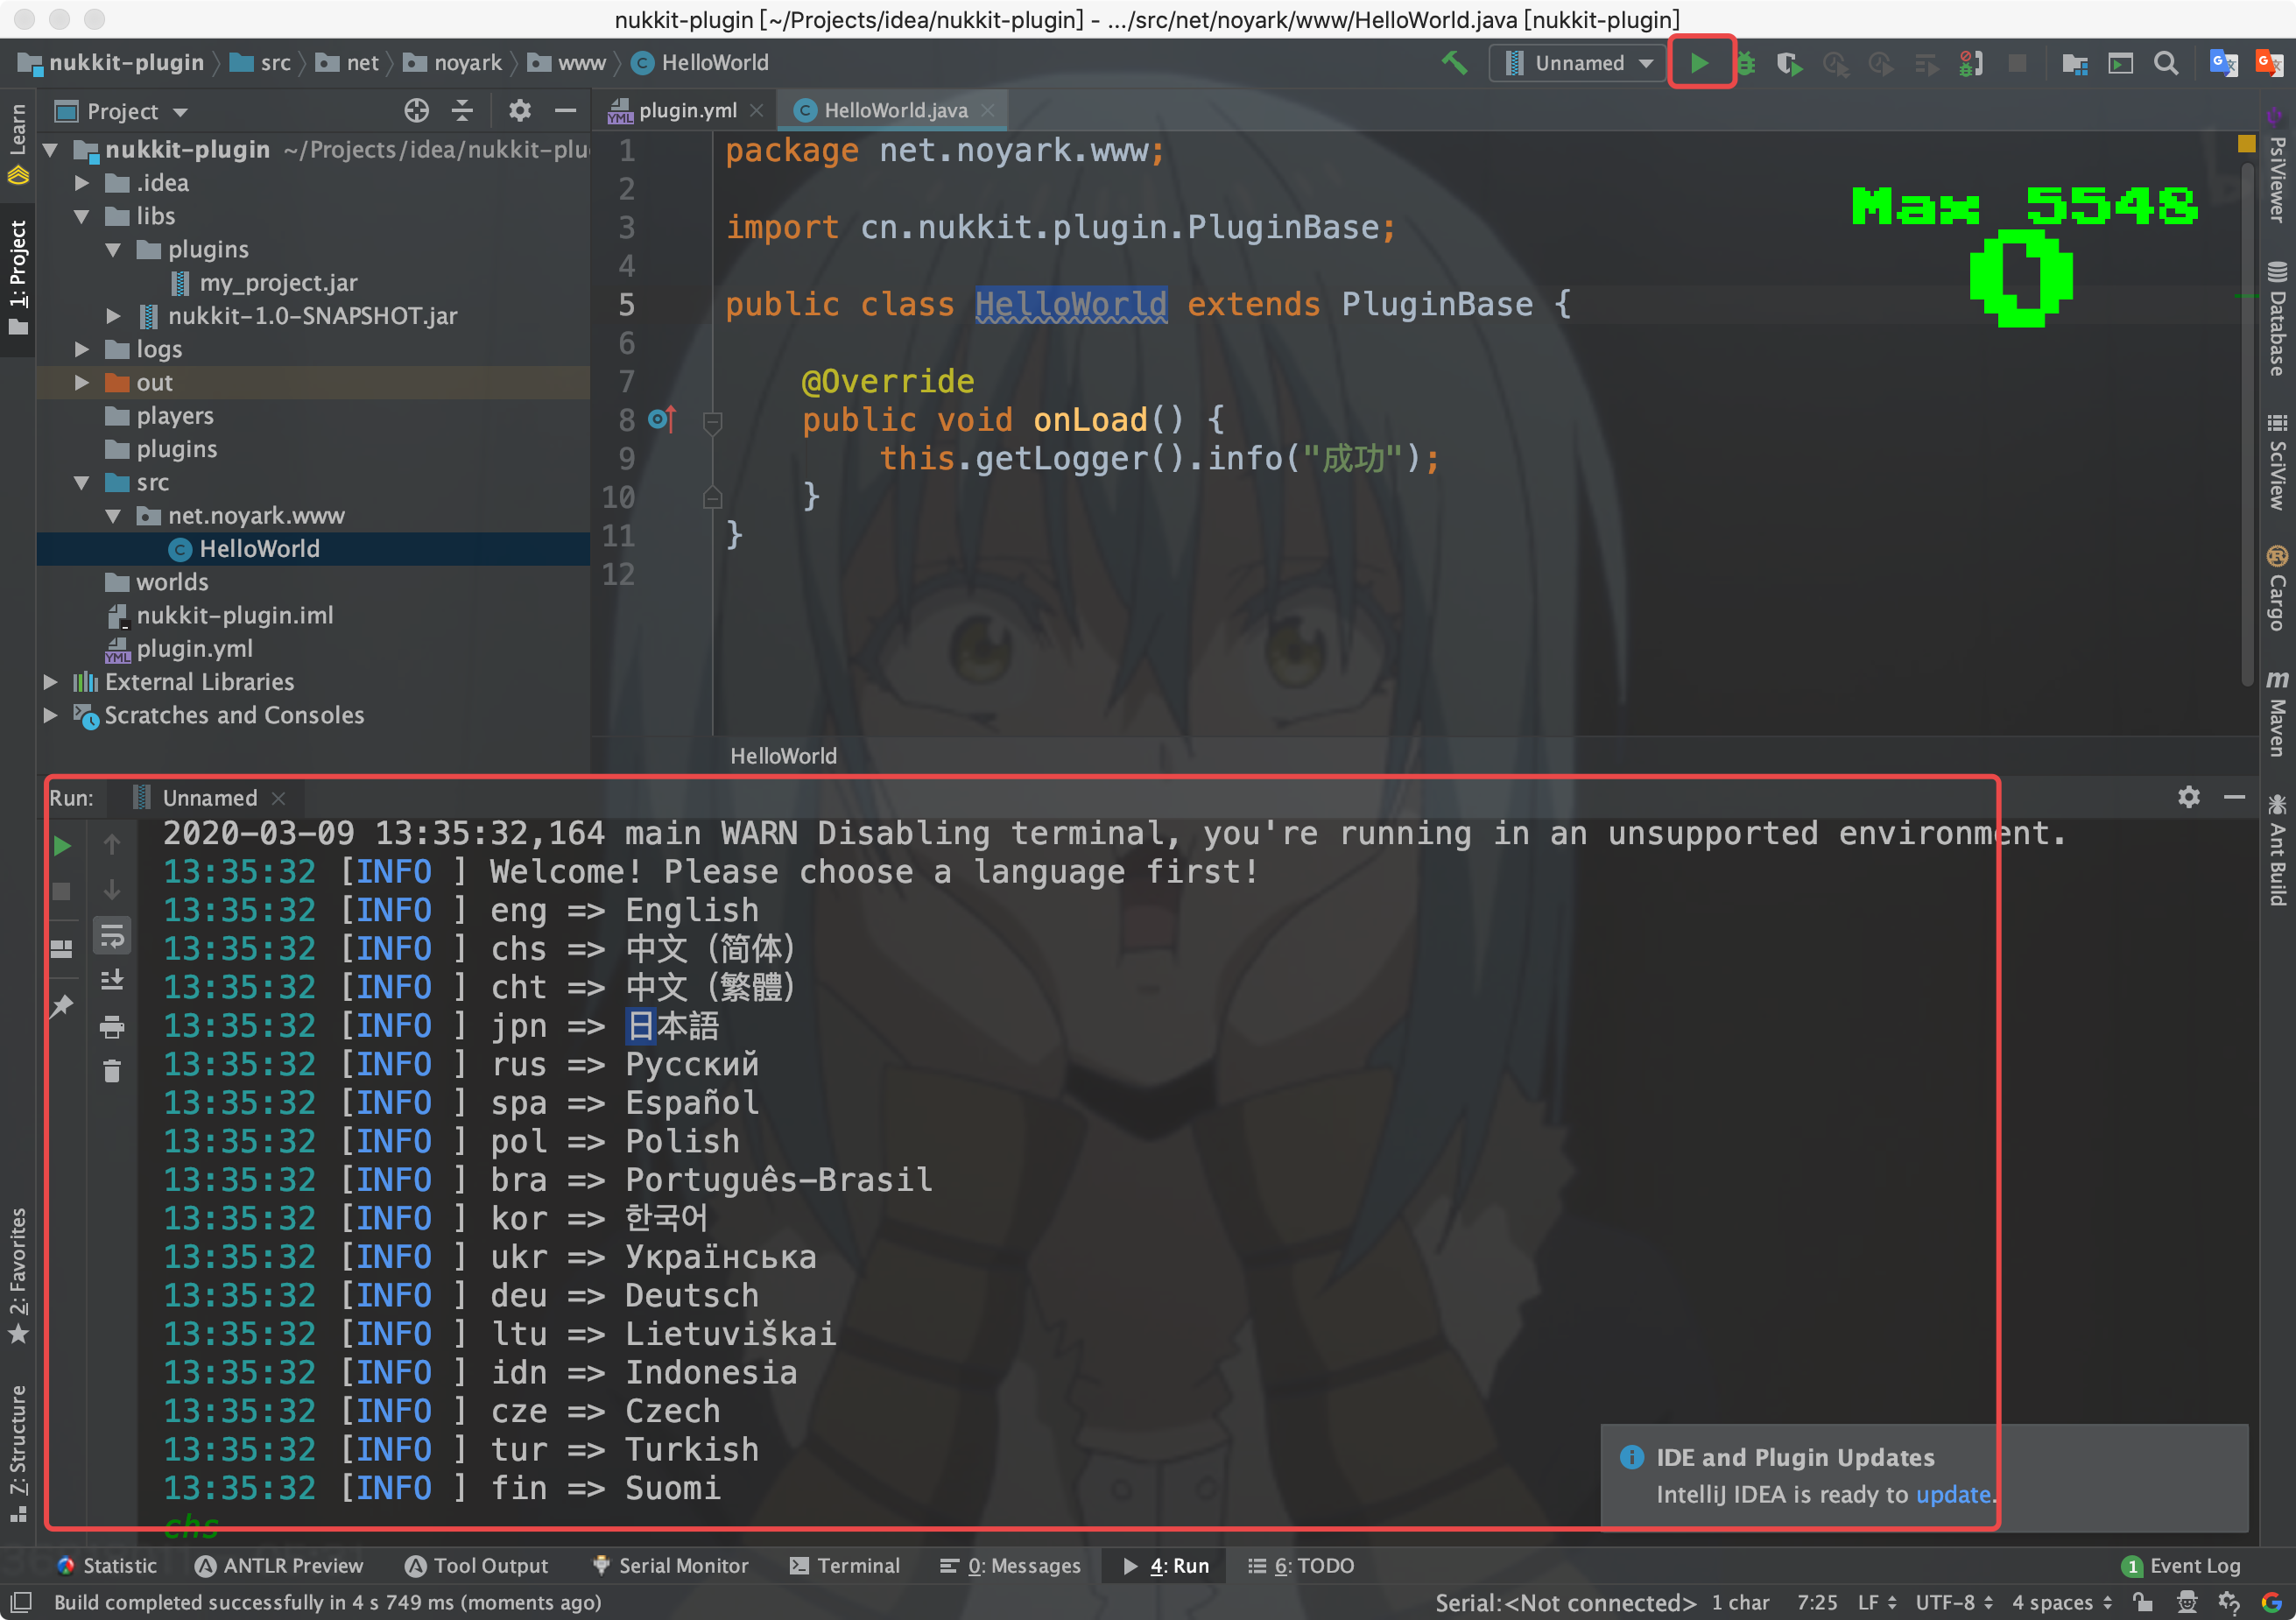 nukkit-plugin [~/Projects/idea/nukkit-plugin] - .../src/net/noyark/www/HelloWorld.java [nukkit-plugin]
nukkit-plugin src net noyark www HelloWorld
Unnamed
Learn
1: Project
2: Favorites
7: Structure
Project
nukkit-plugin ~/Projects/idea/nukkit-plu
.idea
libs
plugins
my_project.jar
nukkit-1.0-SNAPSHOT.jar
logs
out
players
plugins
src
net.noyark.www
HelloWorld
worlds
nukkit-plugin.iml
plugin.yml
External Libraries
Scratches and Consoles
plugin.yml HelloWorld.java
1 package net.noyark.www;
2
3 import cn.nukkit.plugin.PluginBase;
4
5 public class HelloWorld extends PluginBase {
6
7 @Override
8 public void onLoad() {
9 this.getLogger().info("成功");
10 }
11 }
12
Max 5548
0
HelloWorld
PsiViewer
Database
SciView
Cargo
Maven
Ant Build
Run: Unnamed
2020-03-09 13:35:32,164 main WARN Disabling terminal, you're running in an unsupported environment.
13:35:32 [INFO ] Welcome! Please choose a language first!
13:35:32 [INFO ] eng => English
13:35:32 [INFO ] chs => 中文（简体）
13:35:32 [INFO ] cht => 中文（繁體）
13:35:32 [INFO ] jpn => 日本語
13:35:32 [INFO ] rus => Русский
13:35:32 [INFO ] spa => Español
13:35:32 [INFO ] pol => Polish
13:35:32 [INFO ] bra => Português-Brasil
13:35:32 [INFO ] kor => 한국어
13:35:32 [INFO ] ukr => Українська
13:35:32 [INFO ] deu => Deutsch
13:35:32 [INFO ] ltu => Lietuviškai
13:35:32 [INFO ] idn => Indonesia
13:35:32 [INFO ] cze => Czech
13:35:32 [INFO ] tur => Turkish
13:35:32 [INFO ] fin => Suomi
chs
IDE and Plugin Updates
IntelliJ IDEA is ready to update.
Statistic ANTLR Preview Tool Output Serial Monitor Terminal 0: Messages 4: Run 6: TODO 1 Event Log
Build completed successfully in 4 s 749 ms (moments ago) Serial:<Not connected> 1 char 7:25 LF UTF-8 4 spaces